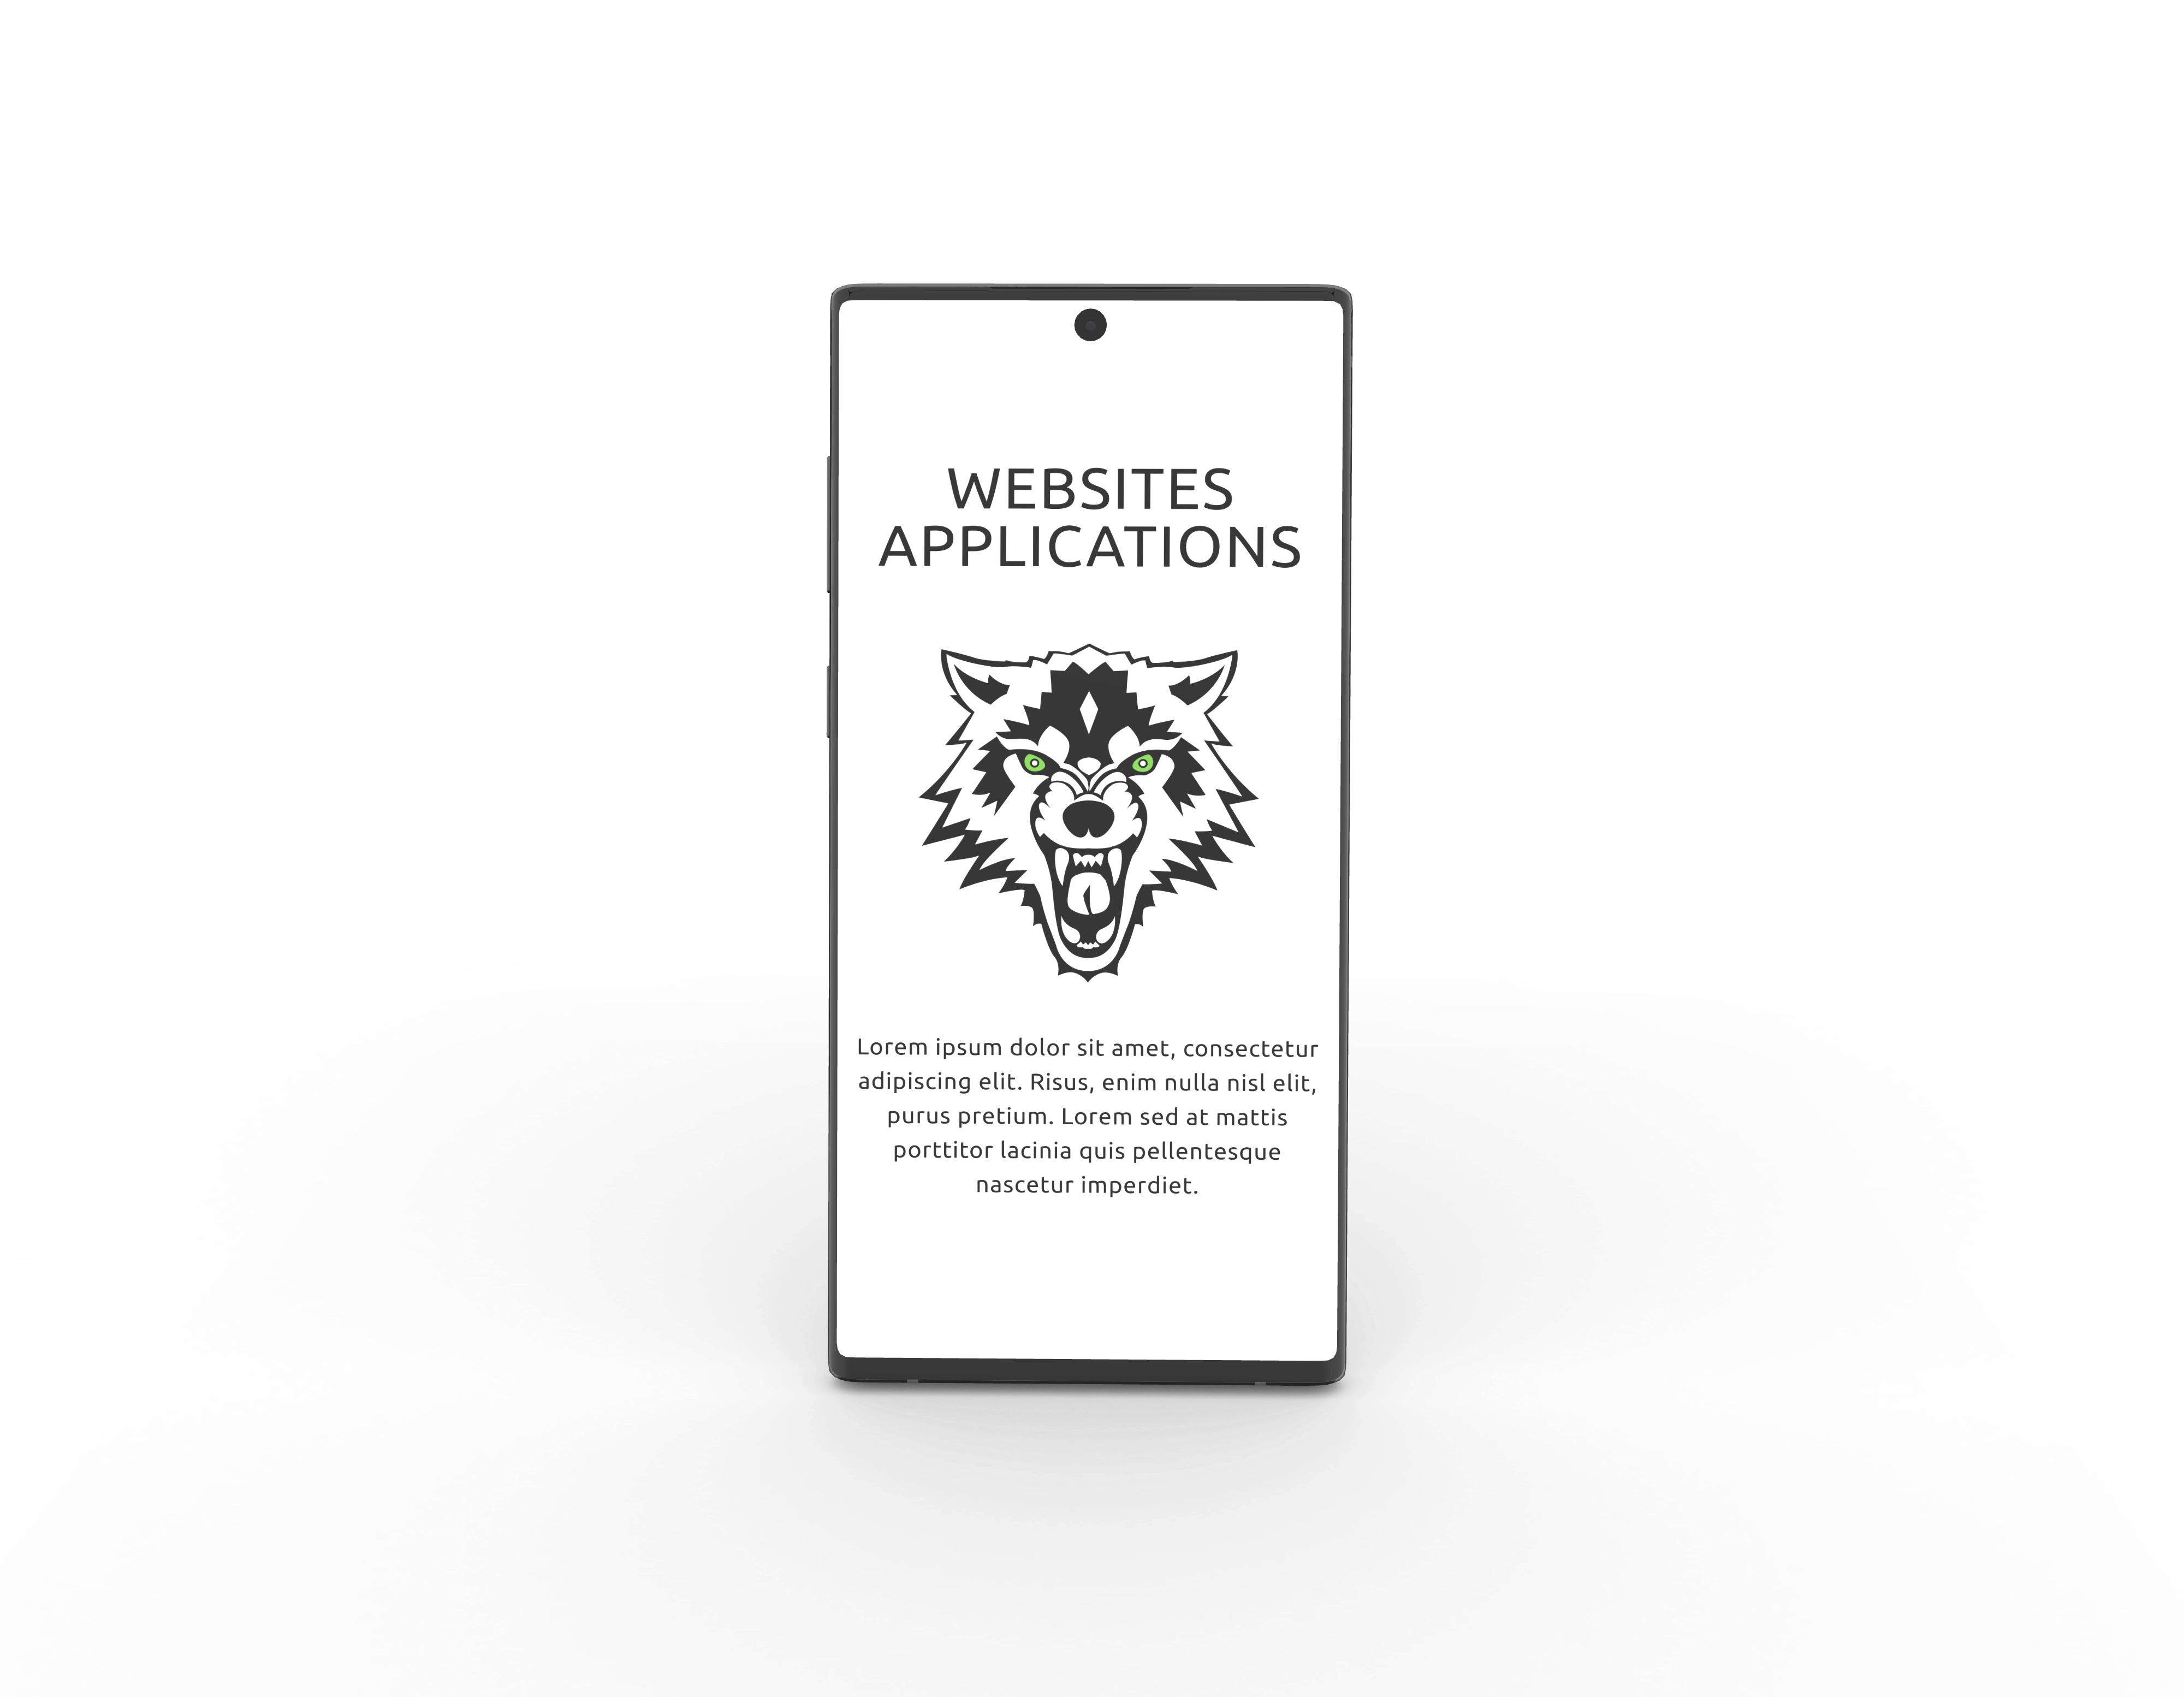 WEBSITES
APPLICATIONS
Lorem ipsum dolor sit amet, consectetur
adipiscing elit. Risus, enim nulla nisl elit,
purus pretium. Lorem sed at mattis
porttitor lacinia quis pellentesque
nascetur imperdiet.